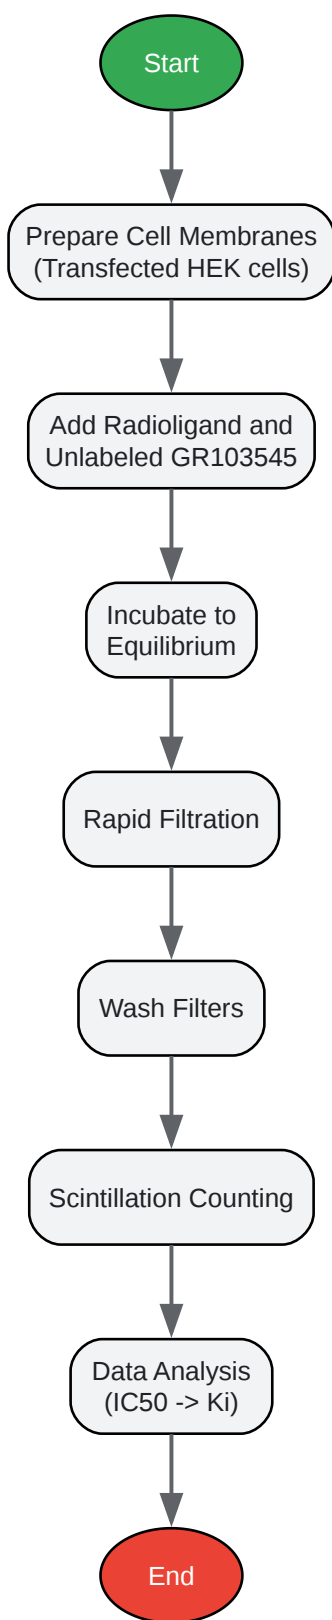 Start
Prepare Cell Membranes
(Transfected HEK cells)
Add Radioligand and
Unlabeled GR103545
Incubate to
Equilibrium
Rapid Filtration
Wash Filters
Scintillation Counting
Data Analysis
(IC50 -> Ki)
End